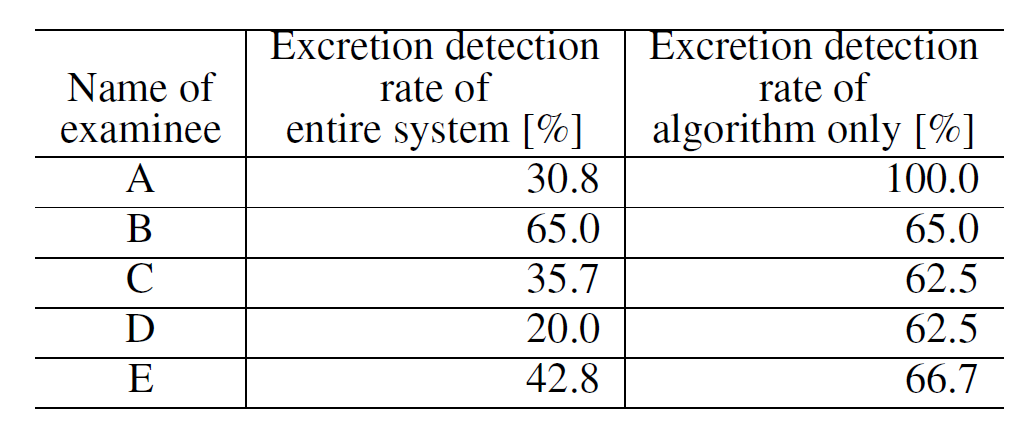 Name of examinee | Excretion detection rate of entire system [%] | Excretion detection rate of algorithm only [%]
A | 30.8 | 100.0
B | 65.0 | 65.0
C | 35.7 | 62.5
D | 20.0 | 62.5
E | 42.8 | 66.7